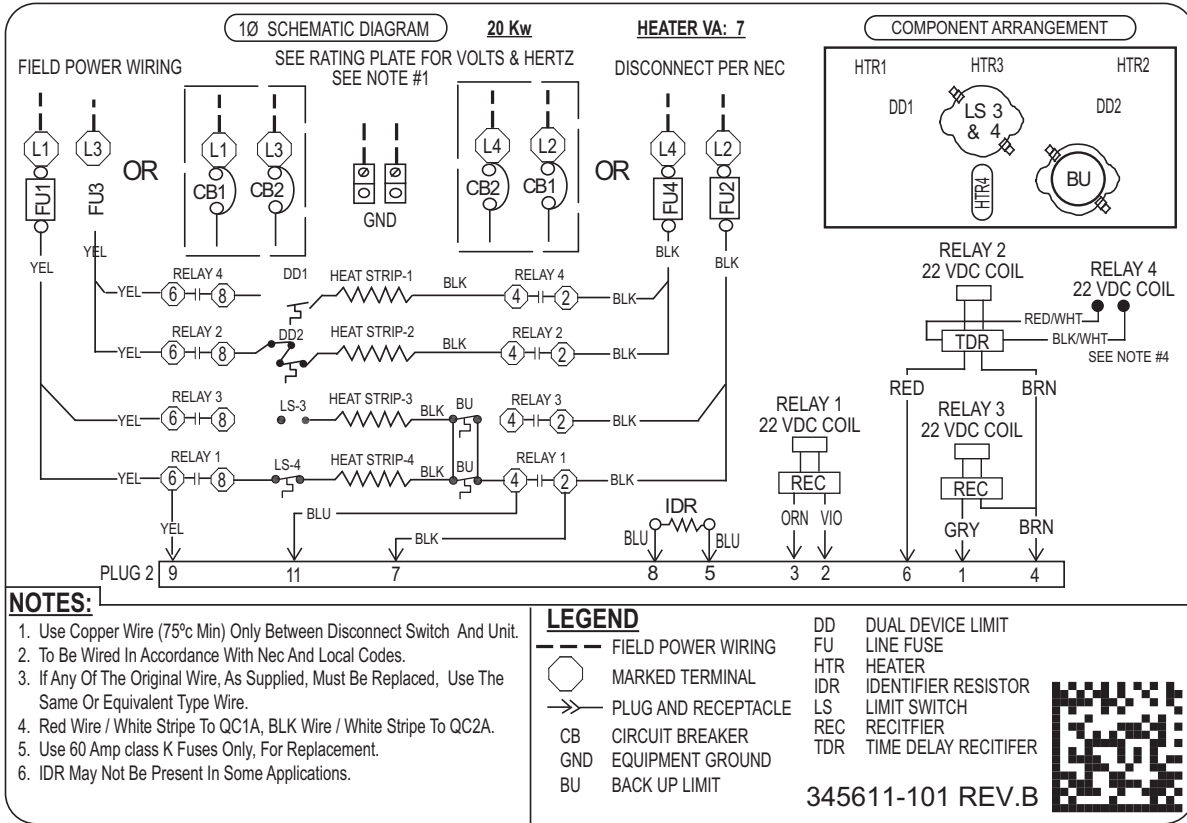 1Ø SCHEMATIC DIAGRAM
20 Kw
HEATER VA: 7
COMPONENT ARRANGEMENT
FIELD POWER WIRING
SEE RATING PLATE FOR VOLTS & HERTZ
SEE NOTE #1
DISCONNECT PER NEC
HTR1
HTR3
HTR2
DD1
LS 3
& 4
DD2
HTR4
BU
L1
L3
OR
L1
L3
L4
L2
OR
L4
L2
FU1
FU3
CB1
CB2
GND
CB2
CB1
FU4
FU2
YEL
YEL
BLK
BLK
YEL
RELAY 4
6
8
DD1
HEAT STRIP-1
BLK
RELAY 4
4
2
BLK
YEL
RELAY 2
6
8
DD2
HEAT STRIP-2
BLK
RELAY 2
4
2
BLK
YEL
RELAY 3
6
8
LS-3
HEAT STRIP-3
BLK
BU
RELAY 3
4
2
BLK
YEL
RELAY 1
6
8
LS-4
HEAT STRIP-4
BLK
BU
RELAY 1
4
2
BLK
RELAY 2
22 VDC COIL
RELAY 4
22 VDC COIL
RED/WHT
BLK/WHT
TDR
SEE NOTE #4
RED
BRN
RELAY 1
22 VDC COIL
RELAY 3
22 VDC COIL
REC
REC
ORN
VIO
GRY
BRN
YEL
BLU
BLK
IDR
BLU
BLU
PLUG 2
9
11
7
8
5
3
2
6
1
4
NOTES:
1. Use Copper Wire (75ºc Min) Only Between Disconnect Switch And Unit.
2. To Be Wired In Accordance With Nec And Local Codes.
3. If Any Of The Original Wire, As Supplied, Must Be Replaced, Use The
Same Or Equivalent Type Wire.
4. Red Wire / White Stripe To QC1A, BLK Wire / White Stripe To QC2A.
5. Use 60 Amp class K Fuses Only, For Replacement.
6. IDR May Not Be Present In Some Applications.
LEGEND
FIELD POWER WIRING
MARKED TERMINAL
PLUG AND RECEPTACLE
CB CIRCUIT BREAKER
GND EQUIPMENT GROUND
BU BACK UP LIMIT
DD DUAL DEVICE LIMIT
FU LINE FUSE
HTR HEATER
IDR IDENTIFIER RESISTOR
LS LIMIT SWITCH
REC RECITFIER
TDR TIME DELAY RECITIFER
345611-101 REV.B